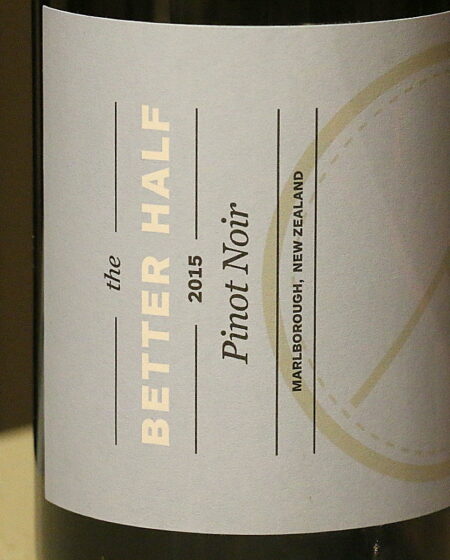 the
BETTER HALF
2015
Pinot Noir
MARLBOROUGH, NEW ZEALAND